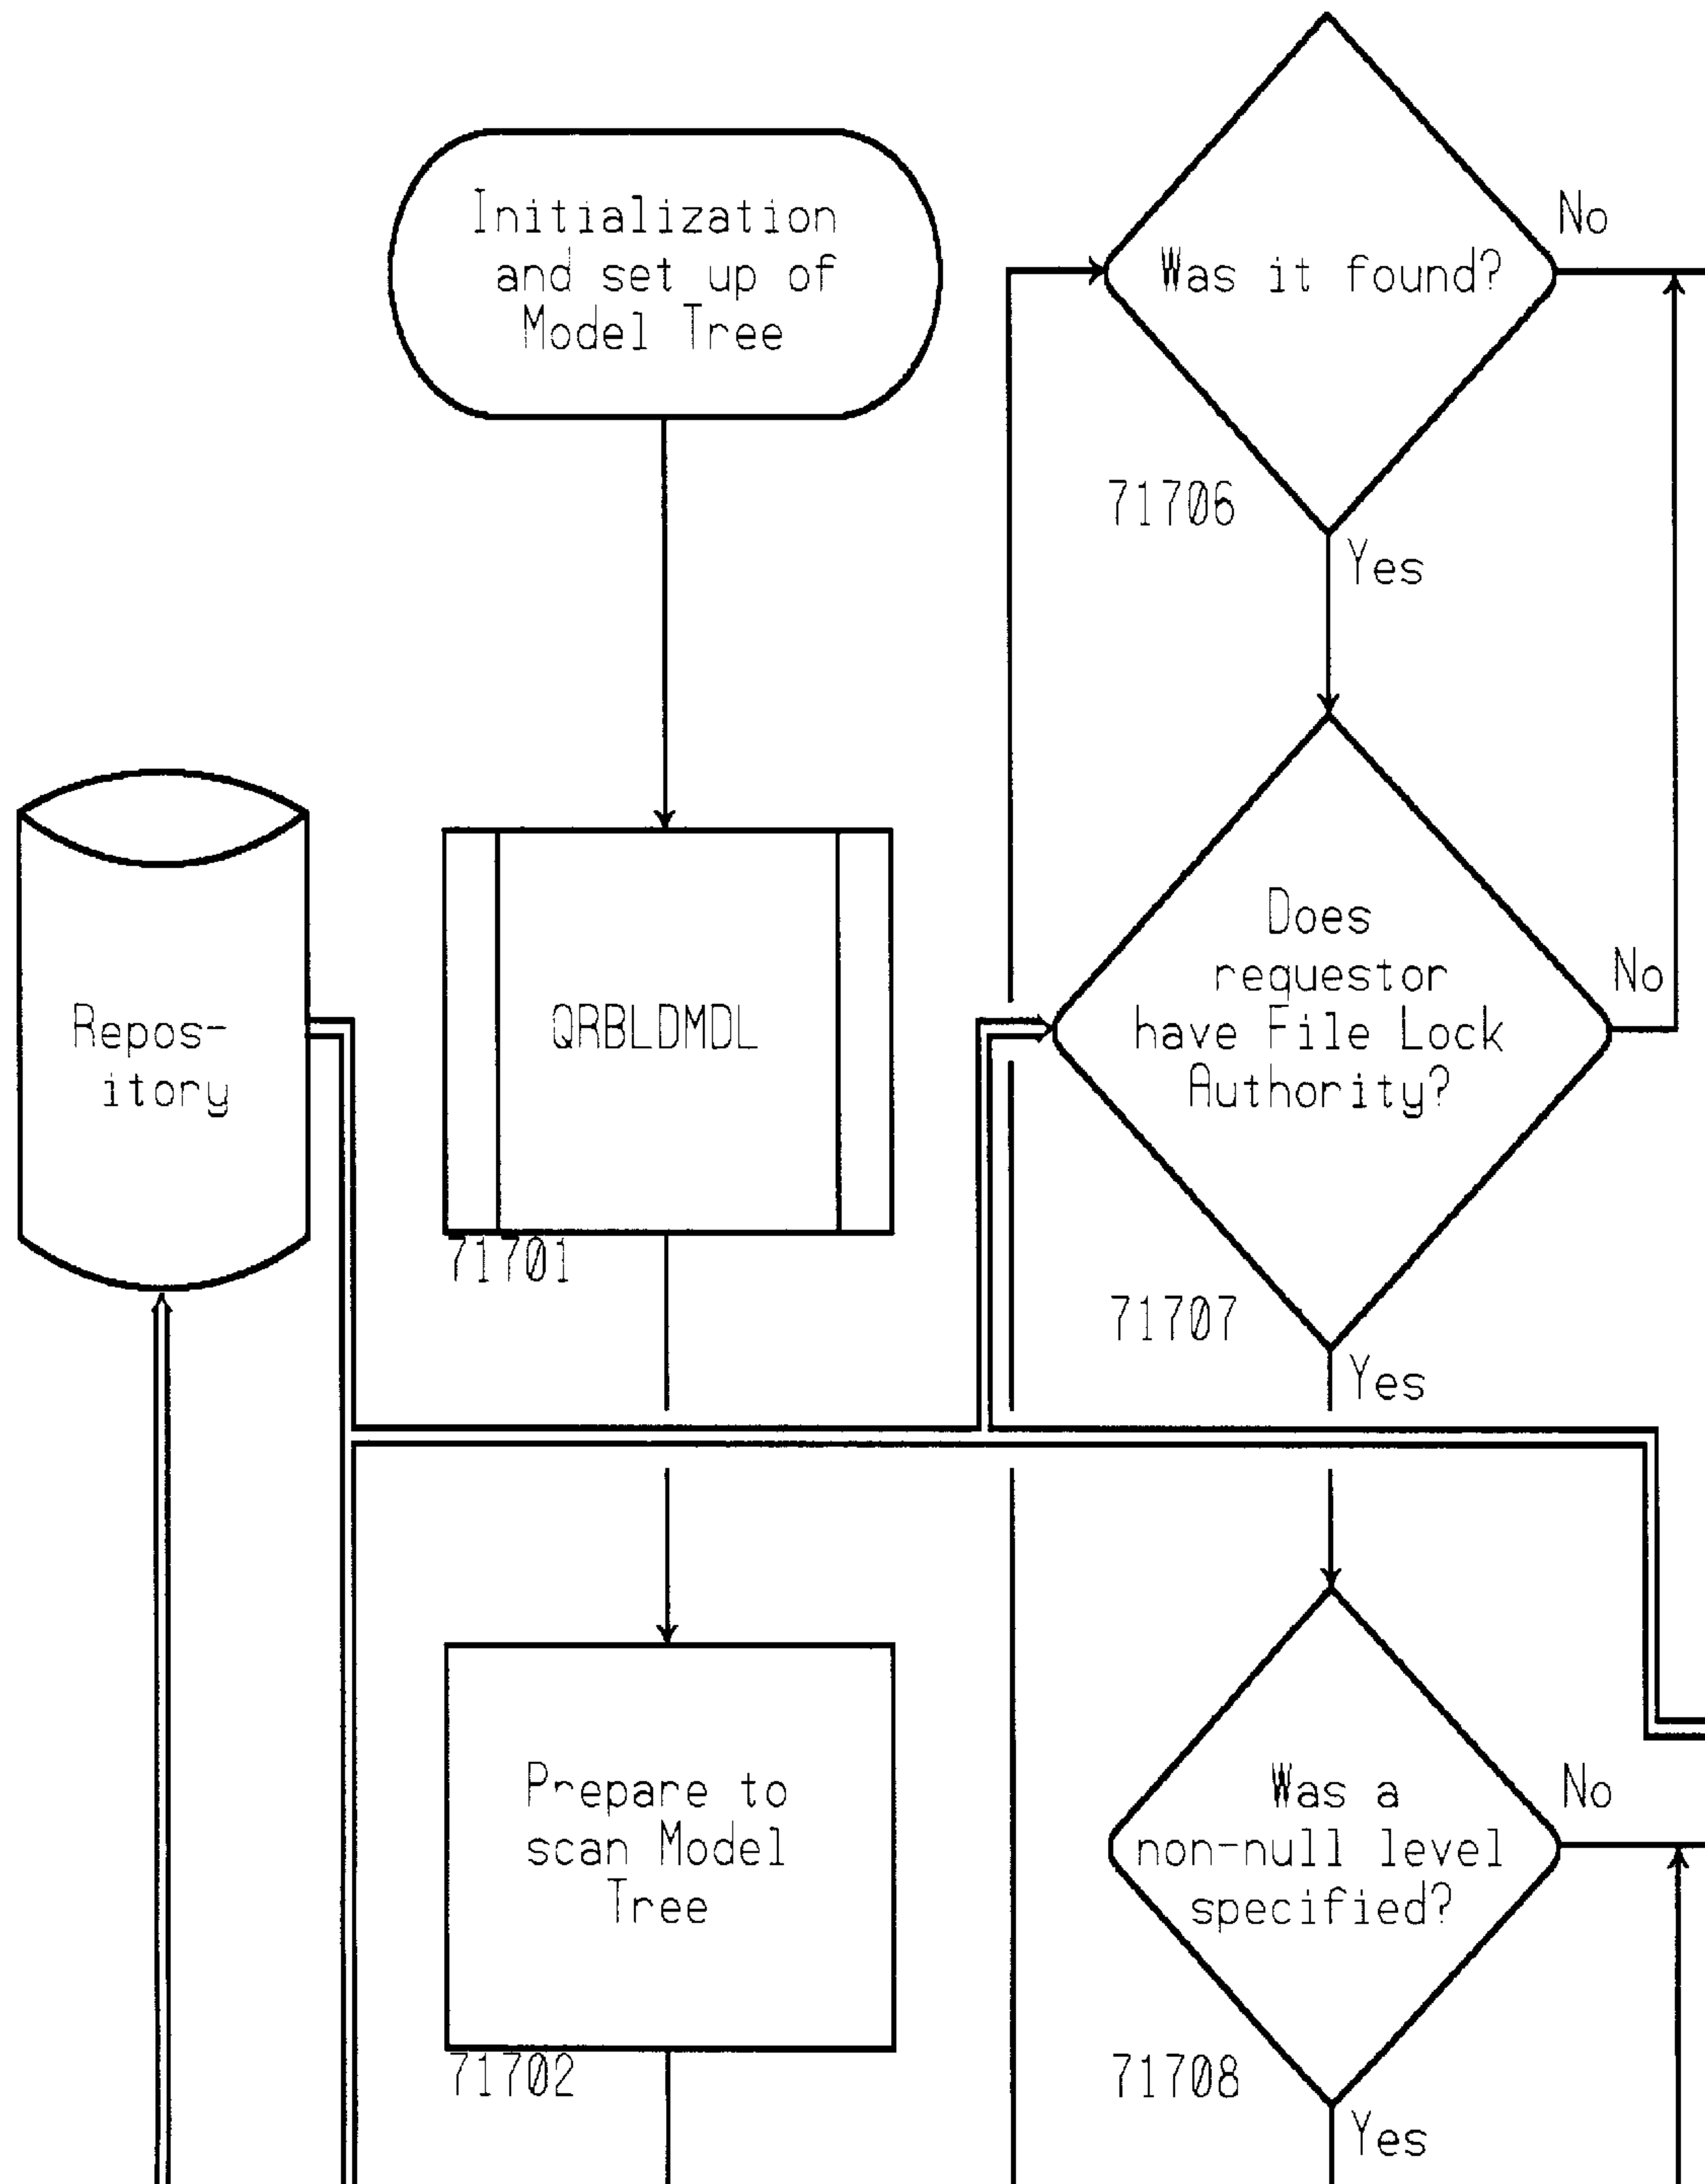 Initialization
and set up of
Model Tree
Repos-
itory
QRBLDMDL
71701
Prepare to
scan Model
Tree
71702
Was it found?
No
71706
Yes
Does
requestor
have File Lock
Authority?
No
71707
Yes
Was a
non-null level
specified?
No
71708
Yes